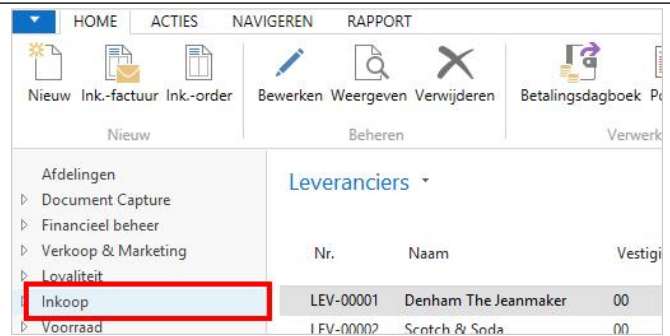 HOME ACTIES NAVIGEREN RAPPORT
Nieuw Ink.-factuur Ink.-order Bewerken Weergeven Verwijderen Betalingsdagboek
Nieuw Beheren Verwerk
Afdelingen
Document Capture
Financieel beheer
Verkoop & Marketing
Loyaliteit
Inkoop
Voorraad
Leveranciers
Nr. Naam Vestigi
LEV-00001 Denham The Jeanmaker 00
LEV-00002 Scotch & Soda 00